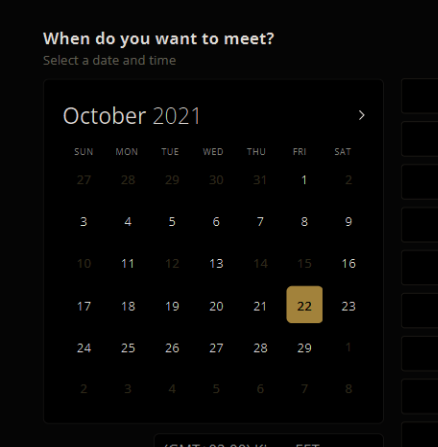 When do you want to meet?
Select a date and time
October 2021
SUN MON TUE WED THU FRI SAT
27 28 29 30 31 1 2
3 4 5 6 7 8 9
10 11 12 13 14 15 16
17 18 19 20 21 22 23
24 25 26 27 28 29 1
2 3 4 5 6 7 8